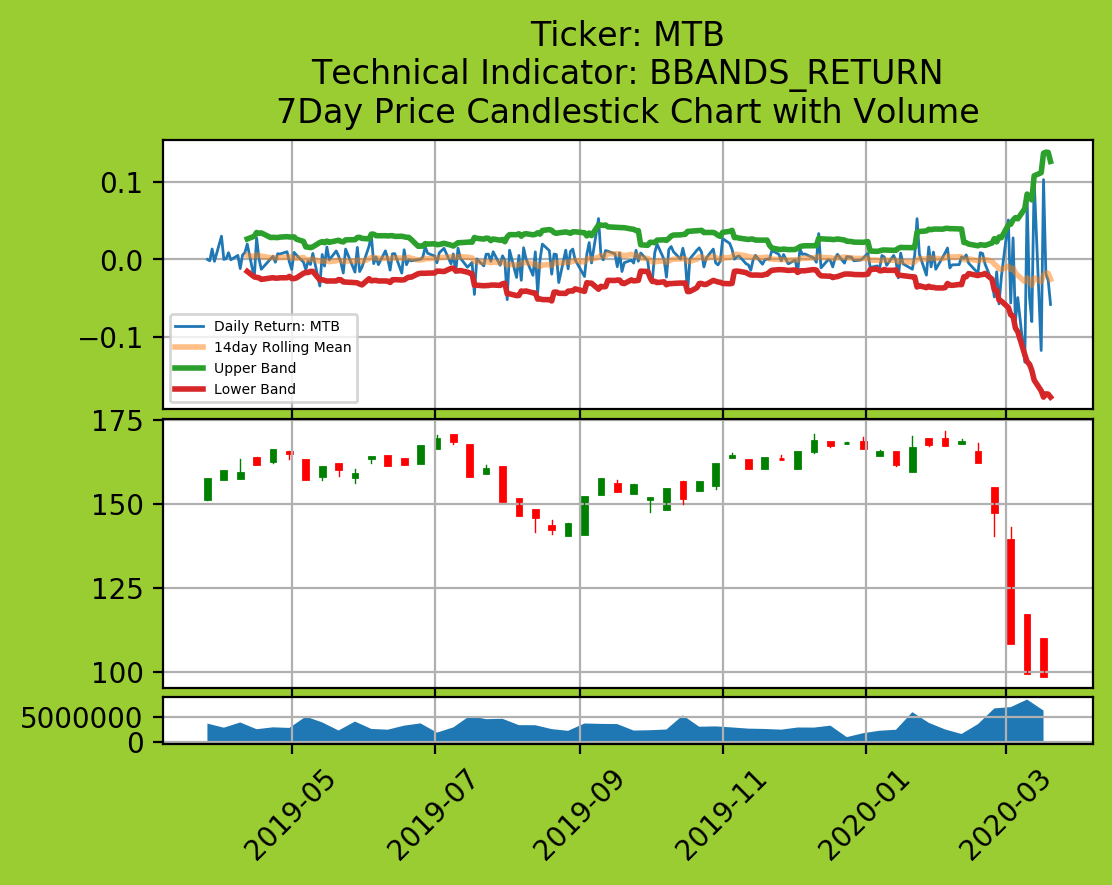 Ticker: MTB
Technical Indicator: BBANDS_RETURN
7Day Price Candlestick Chart with Volume
0.1
0.0
−0.1
Daily Return: MTB
14day Rolling Mean
Upper Band
Lower Band
175
150
125
100
5000000
0
2019-05
2019-07
2019-09
2019-11
2020-01
2020-03